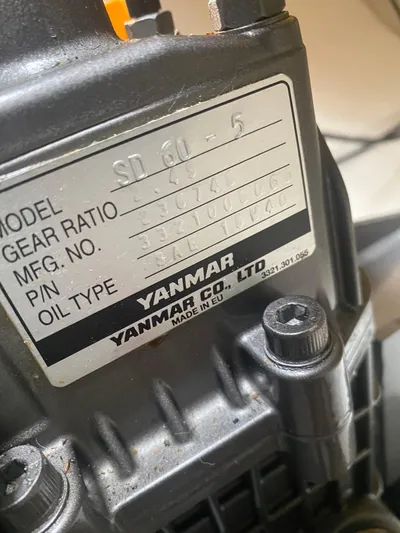 MODEL SD 60 - 5
GEAR RATIO 2.49
MFG. NO.
P/N
OIL TYPE SAE 15W40
YANMAR
YANMAR CO., LTD
MADE IN EU
3321.301.055